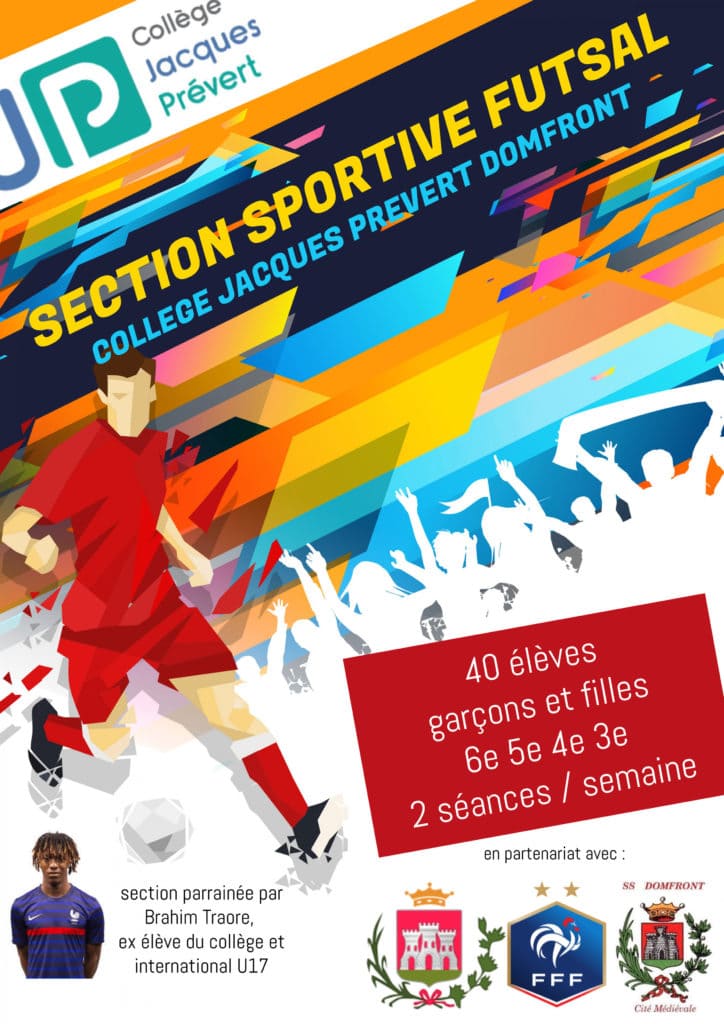 Collège
Jacques
Prévert
SECTION SPORTIVE FUTSAL
COLLEGE JACQUES PREVERT DOMFRONT
40 élèves
garçons et filles
6e 5e 4e 3e
2 séances / semaine
en partenariat avec :
section parrainée par
Brahim Traore,
ex élève du collège et
international U17
FFF
SS DOMFRONT
Cité Médiévale